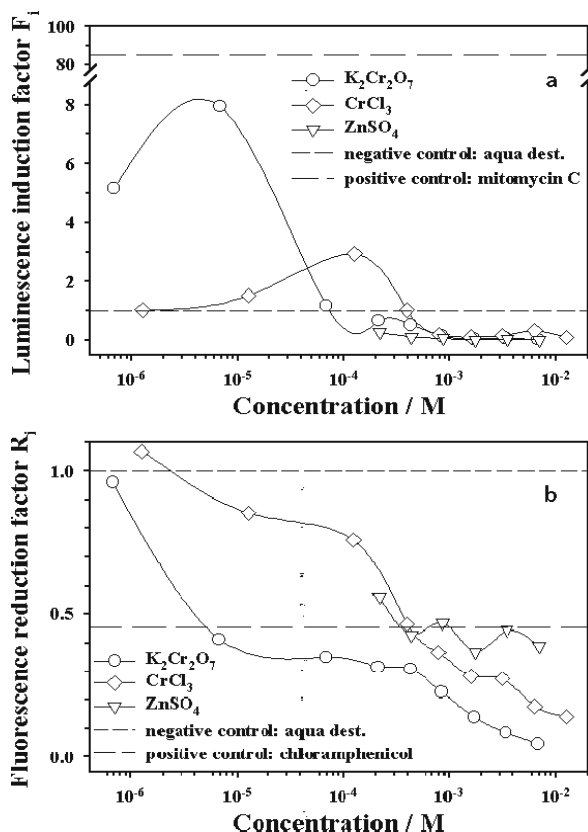 Luminescence induction factor Fᵢ
100
80
8
6
4
2
0
a
K₂Cr₂O₇
CrCl₃
ZnSO₄
negative control: aqua dest.
positive control: mitomycin C
10⁻⁶ 10⁻⁵ 10⁻⁴ 10⁻³ 10⁻²
Concentration / M
Fluorescence reduction factor Rᵢ
1.0
0.5
0.0
b
K₂Cr₂O₇
CrCl₃
ZnSO₄
negative control: aqua dest.
positive control: chloramphenicol
10⁻⁶ 10⁻⁵ 10⁻⁴ 10⁻³ 10⁻²
Concentration / M